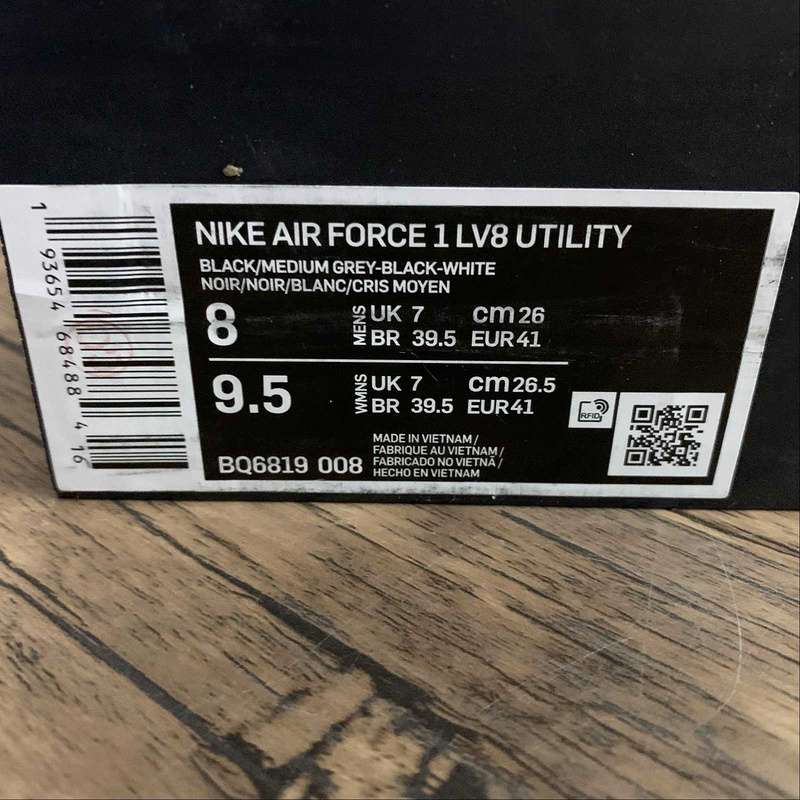 NIKE AIR FORCE 1 LV8 UTILITY
BLACK/MEDIUM GREY-BLACK-WHITE
NOIR/NOIR/BLANC/CRIS MOYEN
8 MENS UK 7 cm 26
BR 39.5 EUR 41
9.5 WMNS UK 7 cm 26.5
BR 39.5 EUR 41
BQ6819 008
MADE IN VIETNAM /
FABRIQUE AU VIETNAM /
FABRICADO NO VIETNÃ /
HECHO EN VIETNAM
RFID
1 93654 68488 4 16